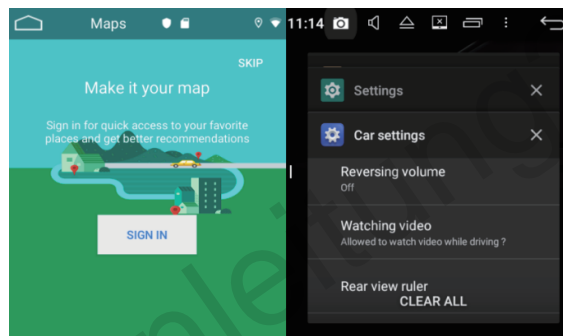 Maps
11:14
SKIP
Make it your map
Sign in for quick access to your favorite
places and get better recommendations
SIGN IN
Settings
Car settings
Reversing volume
Off
Watching video
Allowed to watch video while driving ?
Rear view ruler
CLEAR ALL